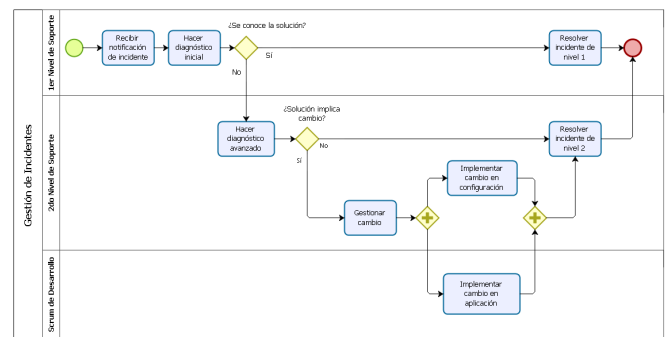 Gestión de Incidentes
1er Nivel de Soporte
Recibir
notificación
de incidente
Hacer
diagnóstico
inicial
¿Se conoce la solución?
Sí
No
Resolver
incidente de
nivel 1
2do Nivel de Soporte
Hacer
diagnóstico
avanzado
¿Solución implica
cambio?
No
Sí
Resolver
incidente de
nivel 2
Implementar
cambio en
configuración
Gestionar
cambio
Scrum de Desarrollo
Implementar
cambio en
aplicación